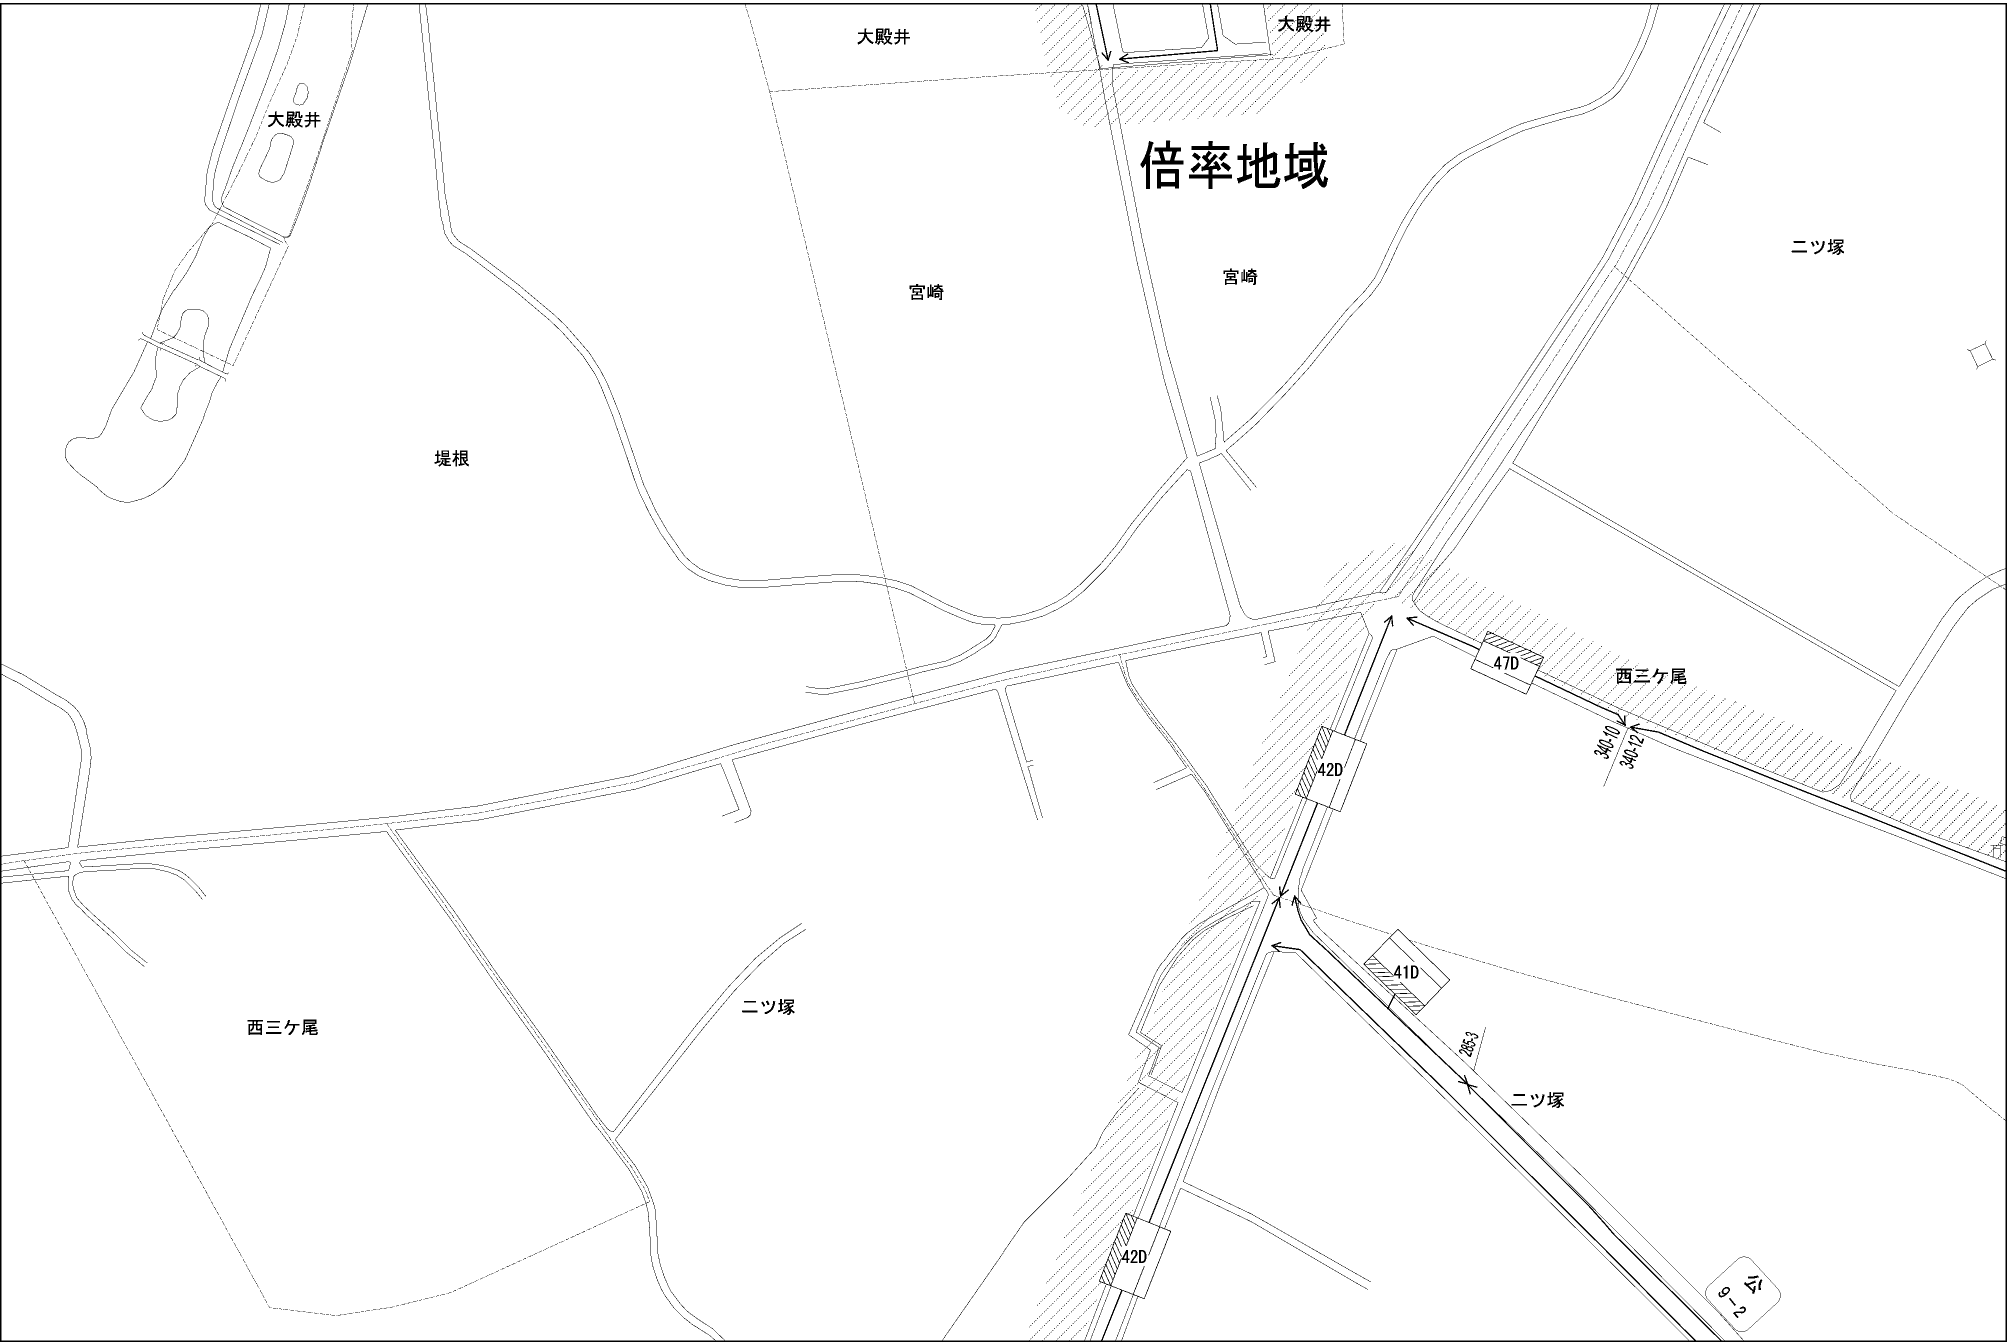 大殿井
大殿井
大殿井
倍率地域
二ツ塚
宮崎
宮崎
堤根
47D
西三ケ尾
340-10
340-12
42D
41D
二ツ塚
西三ケ尾
285-3
二ツ塚
42D
公
9-2